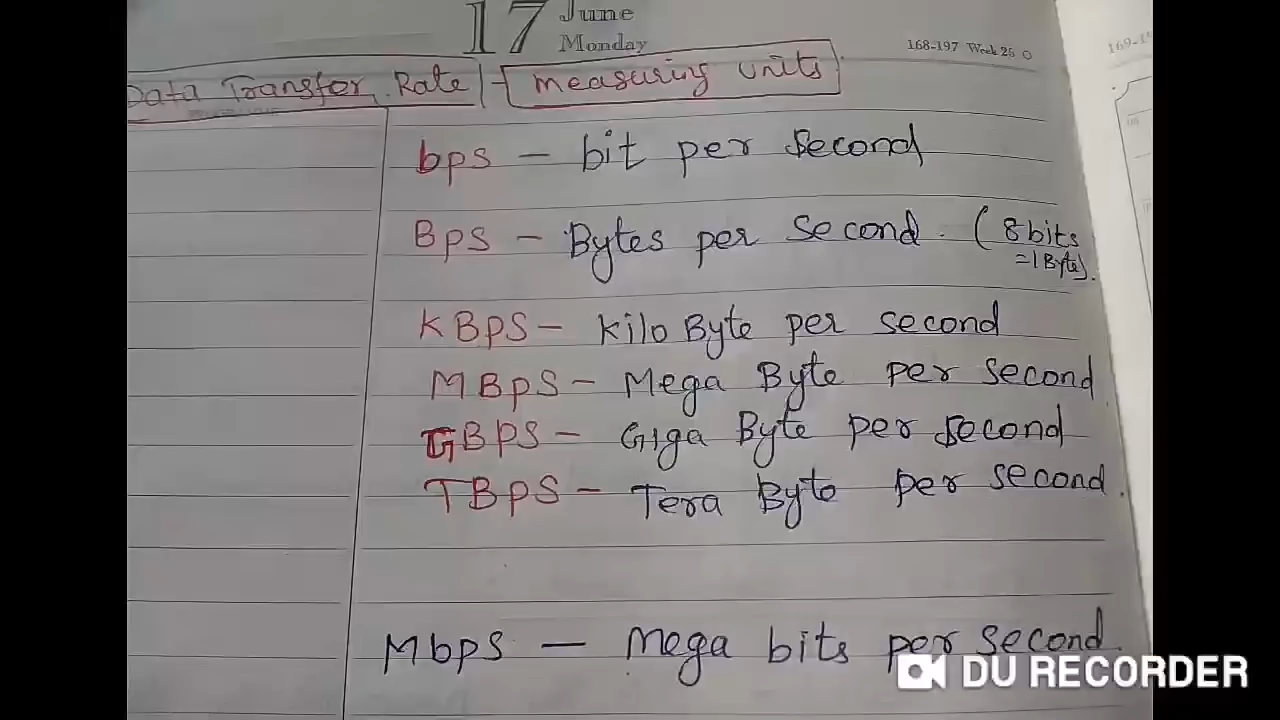 17 June
Monday
168-197 Week 25
Data Transfer Rate - measuring units
bps - bit per second
Bps - Bytes per second. (8 bits
= 1 Byte).
KBps - Kilo Byte per second
MBps - Mega Byte per second
GBps - Giga Byte per second
TBps - Tera Byte per second.
Mbps - Mega bits per second.
DU RECORDER